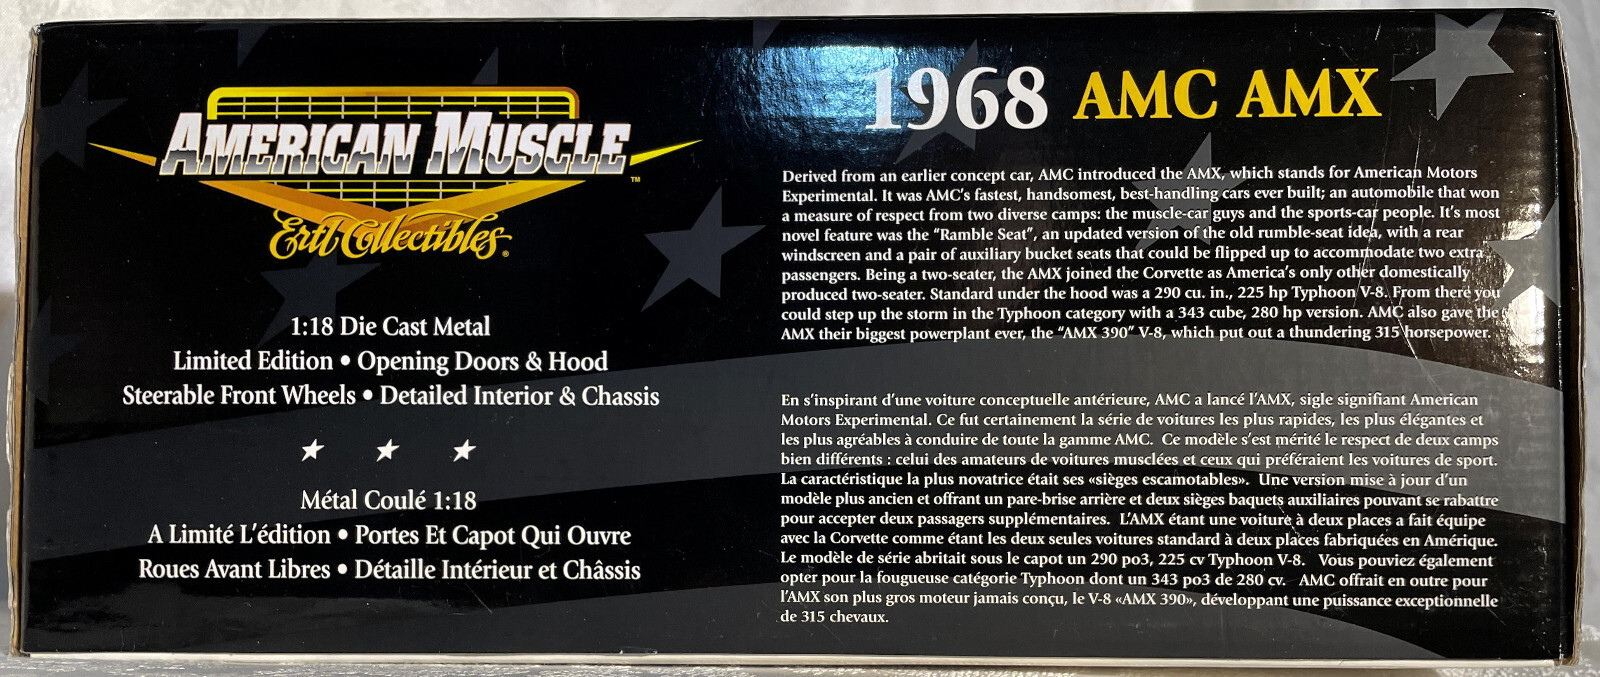 AMERICAN MUSCLE™
Ertl Collectibles®
1:18 Die Cast Metal
Limited Edition • Opening Doors & Hood
Steerable Front Wheels • Detailed Interior & Chassis
Métal Coulé 1:18
A Limité L'édition • Portes Et Capot Qui Ouvre
Roues Avant Libres • Détaille Intérieur et Châssis
1968 AMC AMX
Derived from an earlier concept car, AMC introduced the AMX, which stands for American Motors
Experimental. It was AMC's fastest, handsomest, best-handling cars ever built; an automobile that won
a measure of respect from two diverse camps: the muscle-car guys and the sports-car people. It's most
novel feature was the "Ramble Seat", an updated version of the old rumble-seat idea, with a rear
windscreen and a pair of auxiliary bucket seats that could be flipped up to accommodate two extra
passengers. Being a two-seater, the AMX joined the Corvette as America's only other domestically
produced two-seater. Standard under the hood was a 290 cu. in., 225 hp Typhoon V-8. From there you
could step up the storm in the Typhoon category with a 343 cube, 280 hp version. AMC also gave the
AMX their biggest powerplant ever, the "AMX 390" V-8, which put out a thundering 315 horsepower.
En s'inspirant d'une voiture conceptuelle antérieure, AMC a lancé l'AMX, sigle signifiant American
Motors Experimental. Ce fut certainement la série de voitures les plus rapides, les plus élégantes et
les plus agréables à conduire de toute la gamme AMC. Ce modèle s'est mérité le respect de deux camps
bien différents : celui des amateurs de voitures musclées et ceux qui préféraient les voitures de sport.
La caractéristique la plus novatrice était ses «sièges escamotables». Une version mise à jour d'un
modèle plus ancien et offrant un pare-brise arrière et deux sièges baquets auxiliaires pouvant se rabattre
pour accepter deux passagers supplémentaires. L'AMX étant une voiture à deux places a fait équipe
avec la Corvette comme étant les deux seules voitures standard à deux places fabriquées en Amérique.
Le modèle de série abritait sous le capot un 290 po3, 225 cv Typhoon V-8. Vous pouviez également
opter pour la fougueuse catégorie Typhoon dont un 343 po3 de 280 cv. AMC offrait en outre pour
l'AMX son plus gros moteur jamais conçu, le V-8 «AMX 390», développant une puissance exceptionnelle
de 315 chevaux.